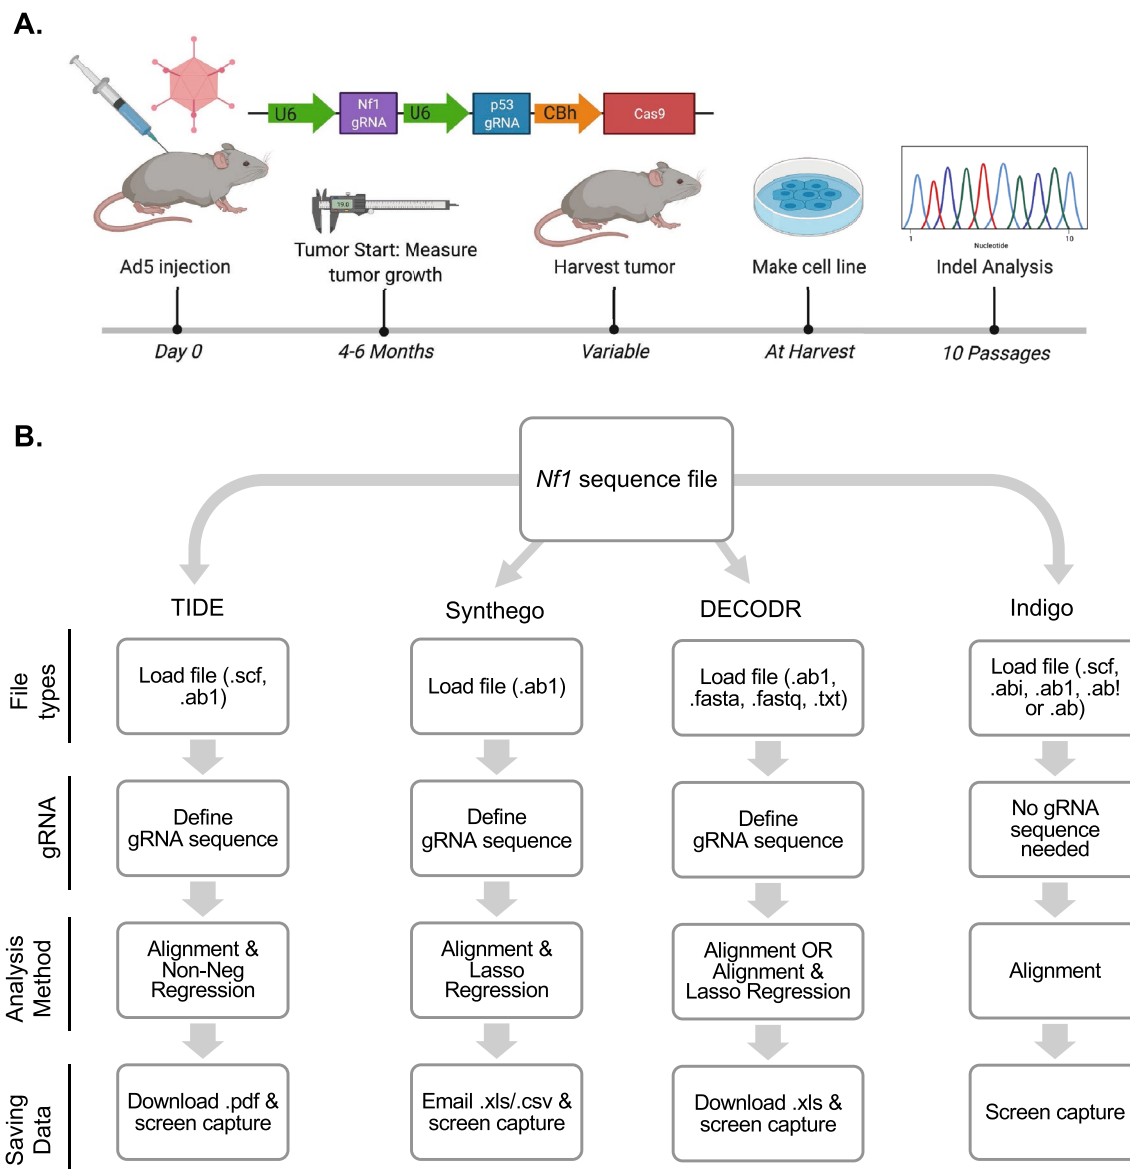 A.
U6
Nf1
gRNA
U6
p53
gRNA
CBh
Cas9
19.0
1
10
Nucleotide
Ad5 injection
Tumor Start: Measure
tumor growth
Harvest tumor
Make cell line
Indel Analysis
Day 0
4-6 Months
Variable
At Harvest
10 Passages
B.
Nf1 sequence file
TIDE
Synthego
DECODR
Indigo
File
types
Load file (.scf,
.ab1)
Load file (.ab1)
Load file (.ab1,
.fasta, .fastq, .txt)
Load file (.scf,
.abi, .ab1, .ab!
or .ab)
gRNA
Define
gRNA sequence
Define
gRNA sequence
Define
gRNA sequence
No gRNA
sequence
needed
Analysis
Method
Alignment &
Non-Neg
Regression
Alignment &
Lasso
Regression
Alignment OR
Alignment &
Lasso Regression
Alignment
Saving
Data
Download .pdf &
screen capture
Email .xls/.csv &
screen capture
Download .xls &
screen capture
Screen capture